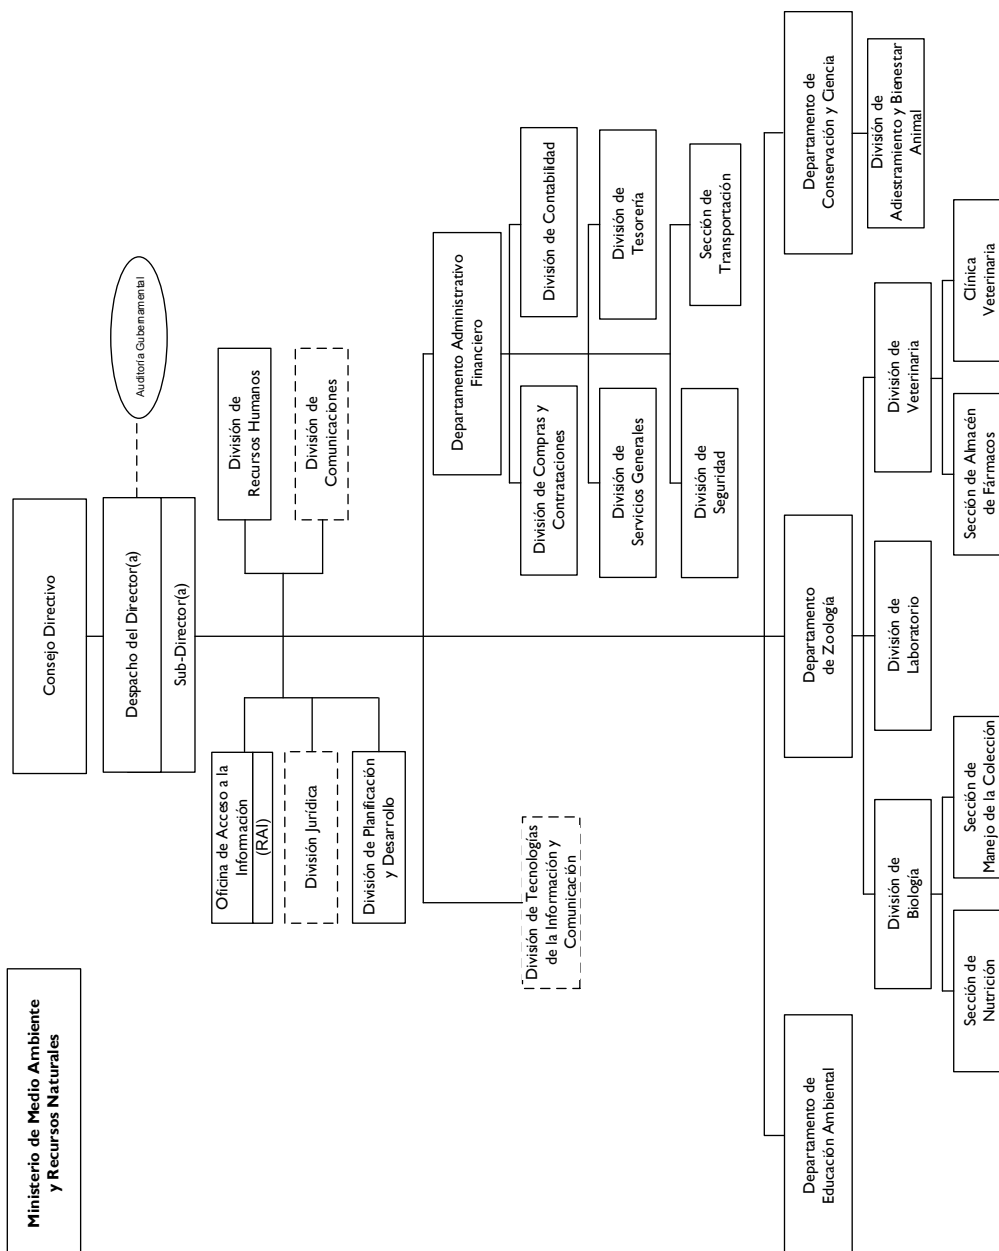 Ministerio de Medio Ambiente
y Recursos Naturales
Consejo Directivo
Despacho del Director(a)
Sub-Director(a)
Auditoría Gubernamental
Oficina de Acceso a la
Información
(RAI)
División Jurídica
División de Planificación
y Desarrollo
División de
Recursos Humanos
División de
Comunicaciones
División de Tecnologías
de la Información y
Comunicación
Departamento Administrativo
Financiero
División de Compras y
Contrataciones
División de Contabilidad
División de
Servicios Generales
División de
Tesorería
División de
Seguridad
Sección de
Transportación
Departamento de
Educación Ambiental
Departamento
de Zoología
Departamento de
Conservación y Ciencia
División de
Biología
División de
Laboratorio
División de
Veterinaria
División de
Adiestramiento y Bienestar
Animal
Sección de
Nutrición
Sección de
Manejo de la Colección
Sección de Almacén
de Fármacos
Clínica
Veterinaria